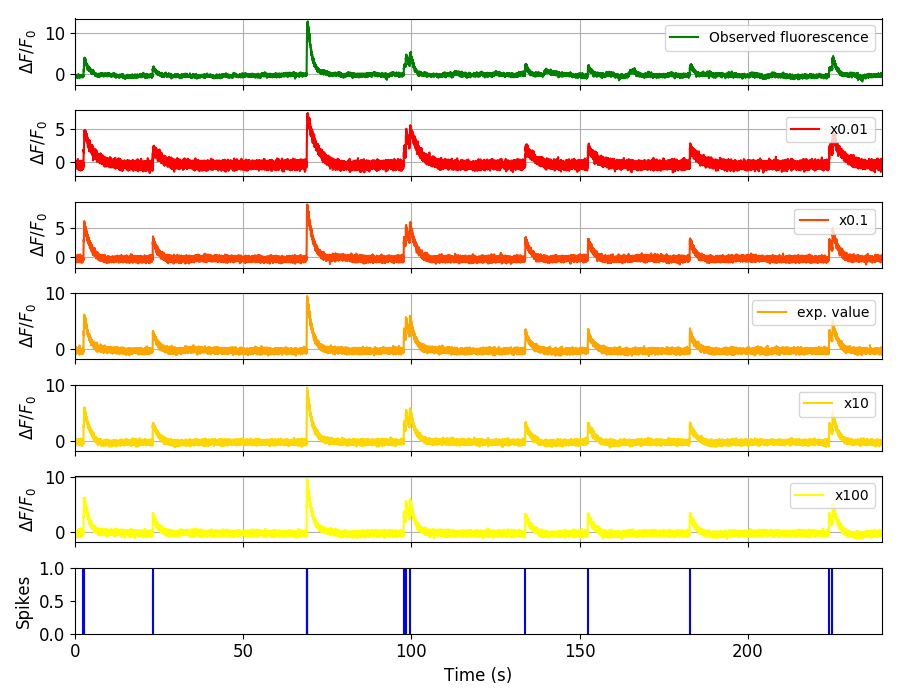 ΔF/F₀
10
0
Observed fluorescence
ΔF/F₀
5
0
x0.01
ΔF/F₀
5
0
x0.1
ΔF/F₀
10
0
exp. value
ΔF/F₀
10
0
x10
ΔF/F₀
10
0
x100
Spikes
1.0
0.5
0.0
0 50 100 150 200
Time (s)